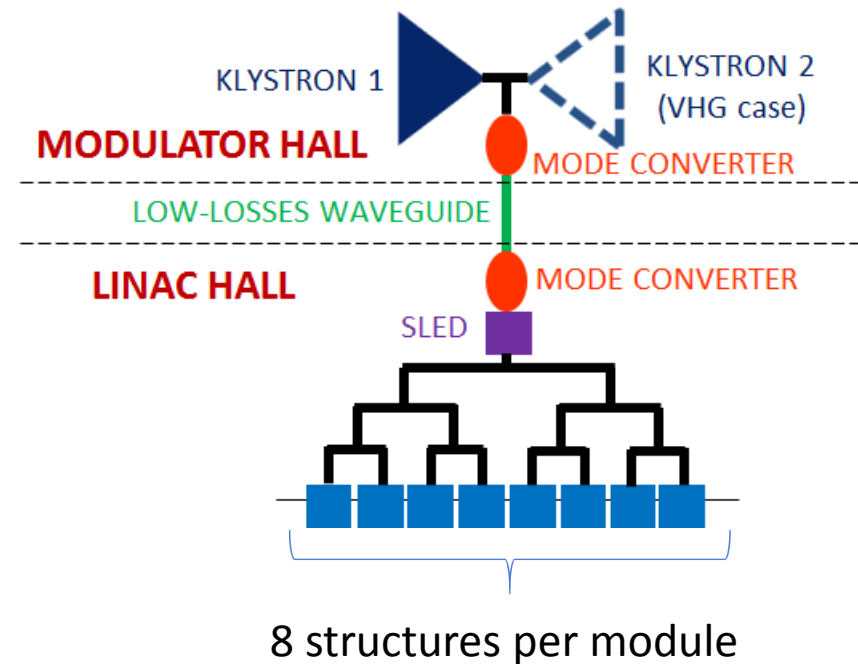 KLYSTRON 1
KLYSTRON 2
(VHG case)
MODULATOR HALL
MODE CONVERTER
LOW-LOSSES WAVEGUIDE
LINAC HALL
MODE CONVERTER
SLED
8 structures per module